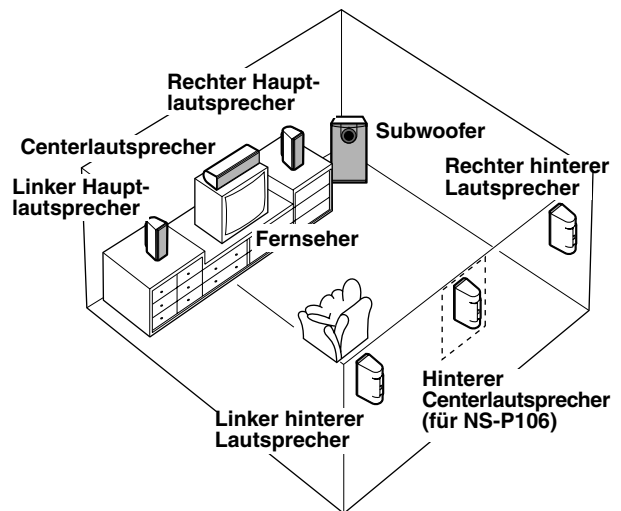 Rechter Haupt-
lautsprecher
Centerlautsprecher
Subwoofer
Linker Haupt-
lautsprecher
Rechter hinterer
Lautsprecher
Fernseher
Hinterer
Centerlautsprecher
(für NS-P106)
Linker hinterer
Lautsprecher